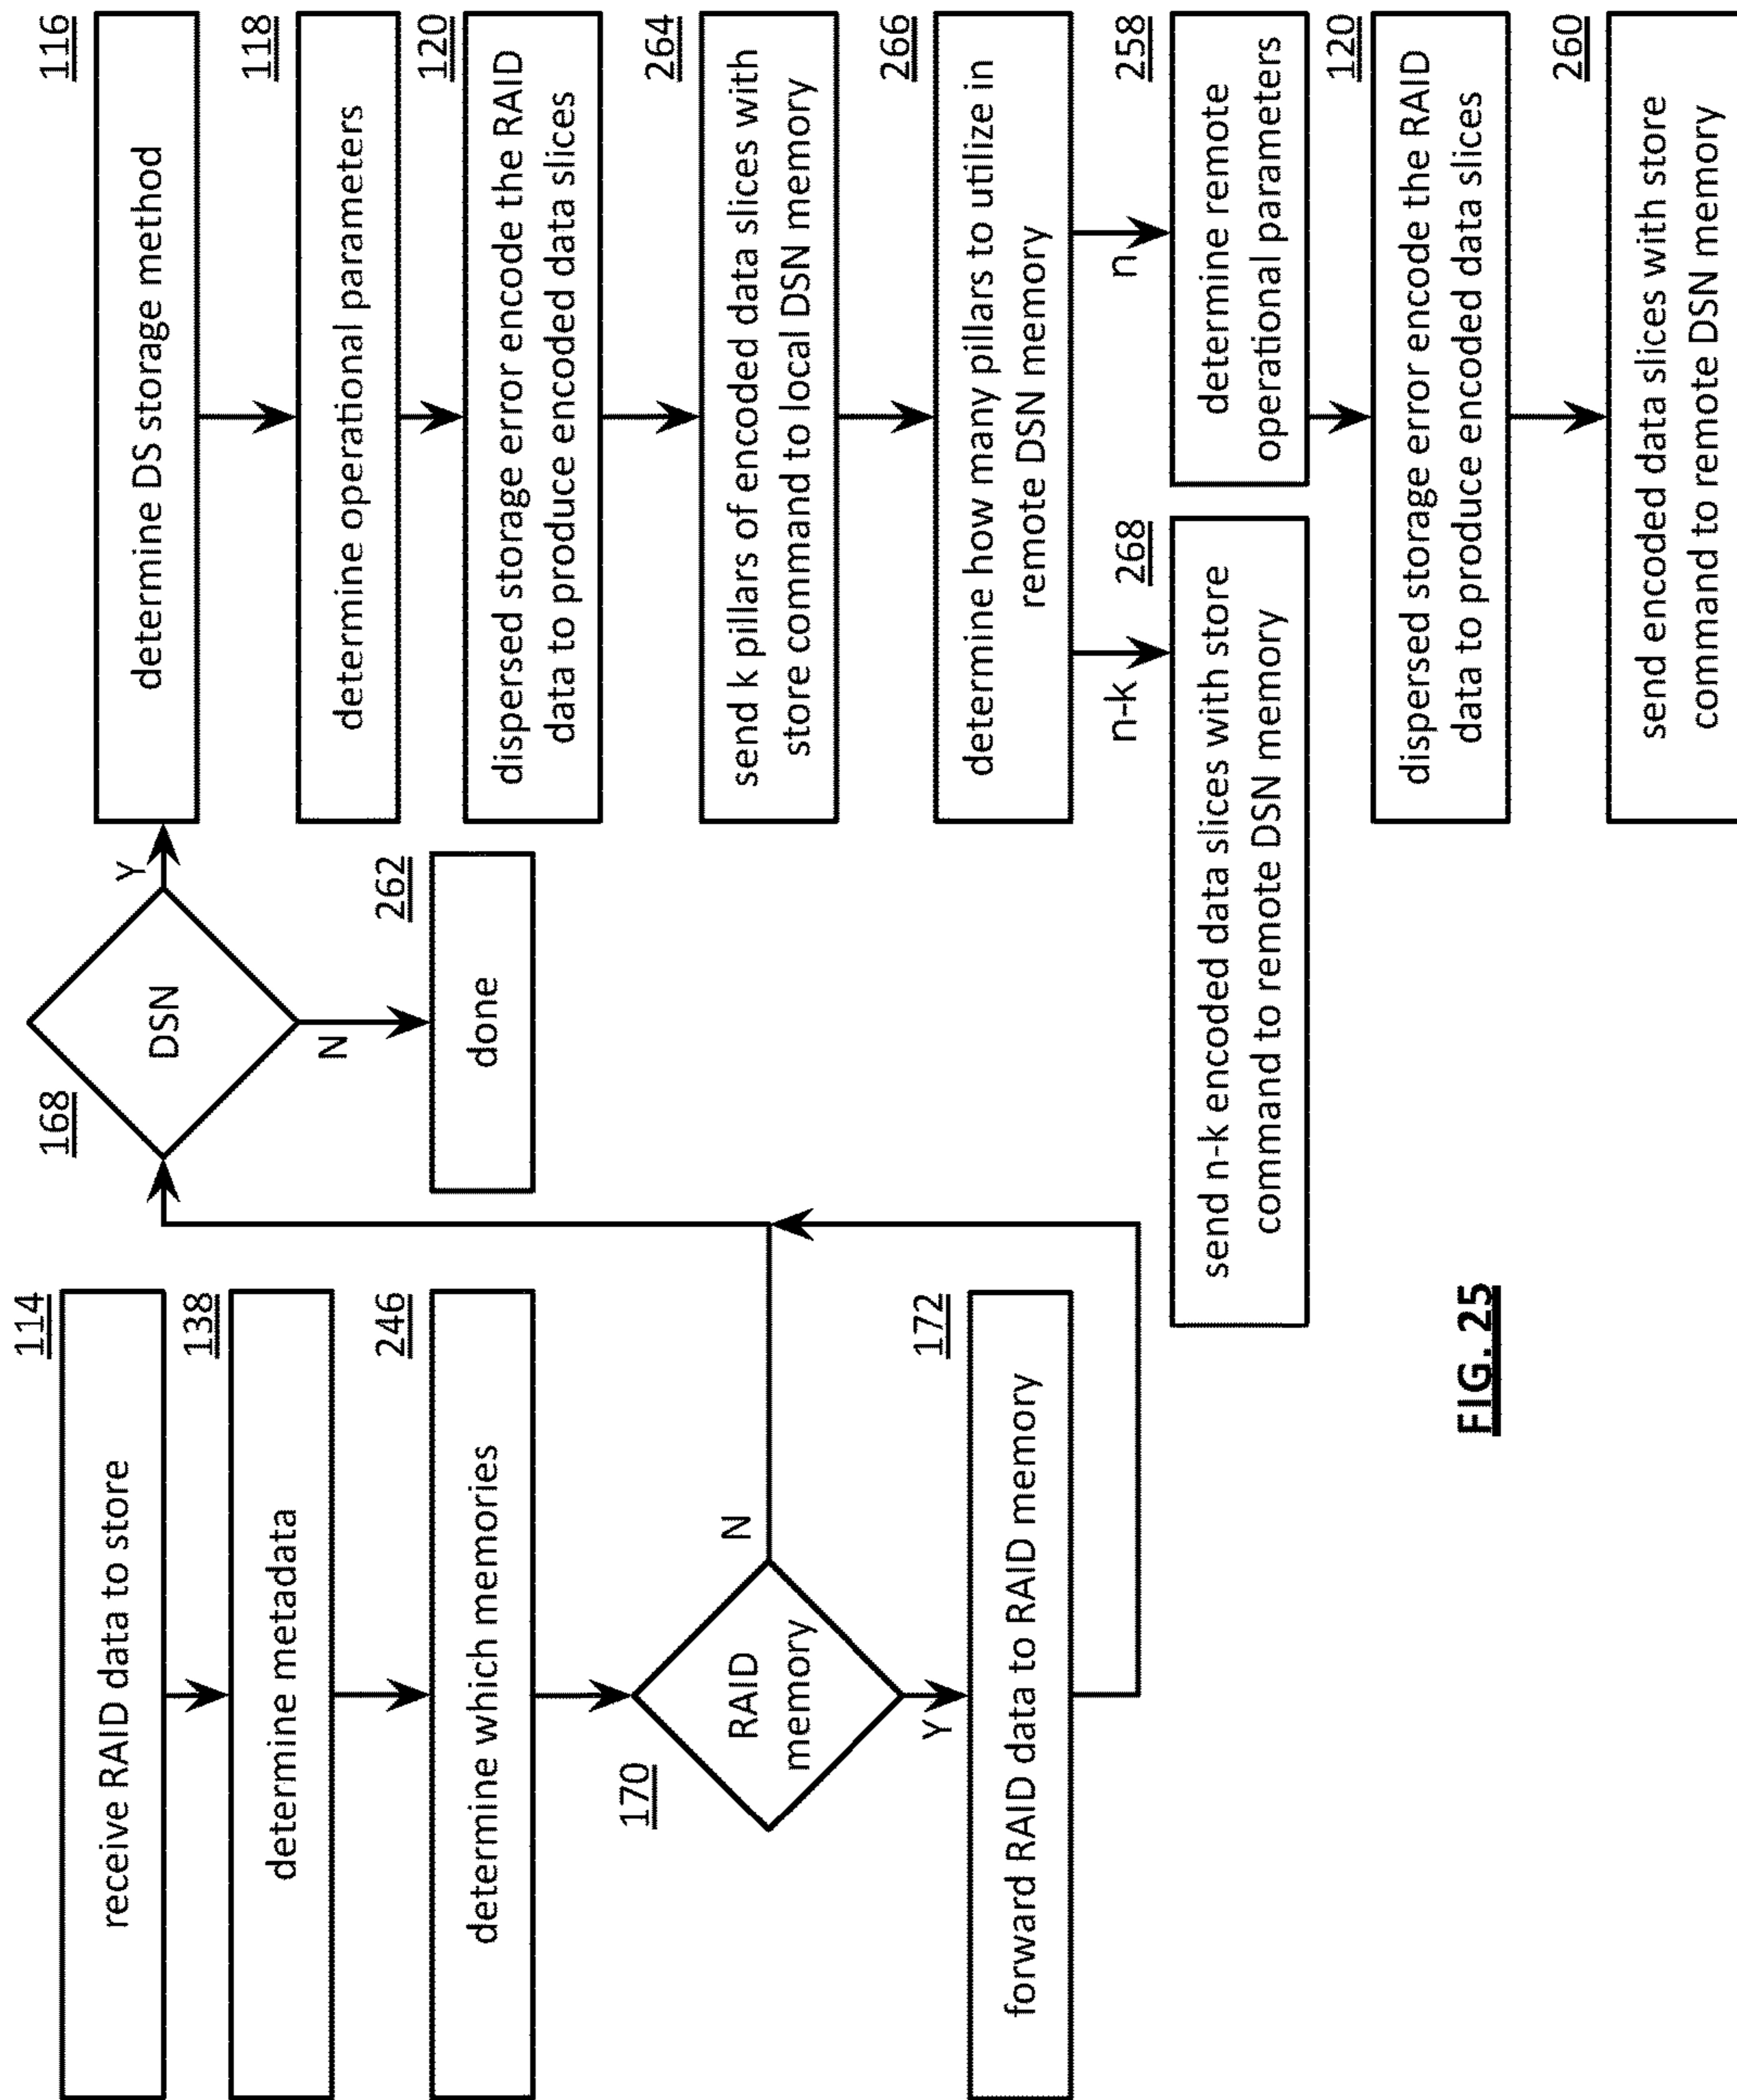 114
receive RAID data to store
138
determine metadata
246
determine which memories
170
RAID
memory
N
Y
172
forward RAID data to RAID memory
168
DSN
Y
N
262
done
116
determine DS storage method
118
determine operational parameters
120
dispersed storage error encode the RAID
data to produce encoded data slices
264
send k pillars of encoded data slices with
store command to local DSN memory
266
determine how many pillars to utilize in
remote DSN memory
n-k
n
268
send n-k encoded data slices with store
command to remote DSN memory
258
determine remote
operational parameters
120
dispersed storage error encode the RAID
data to produce encoded data slices
260
send encoded data slices with store
command to remote DSN memory
FIG. 25